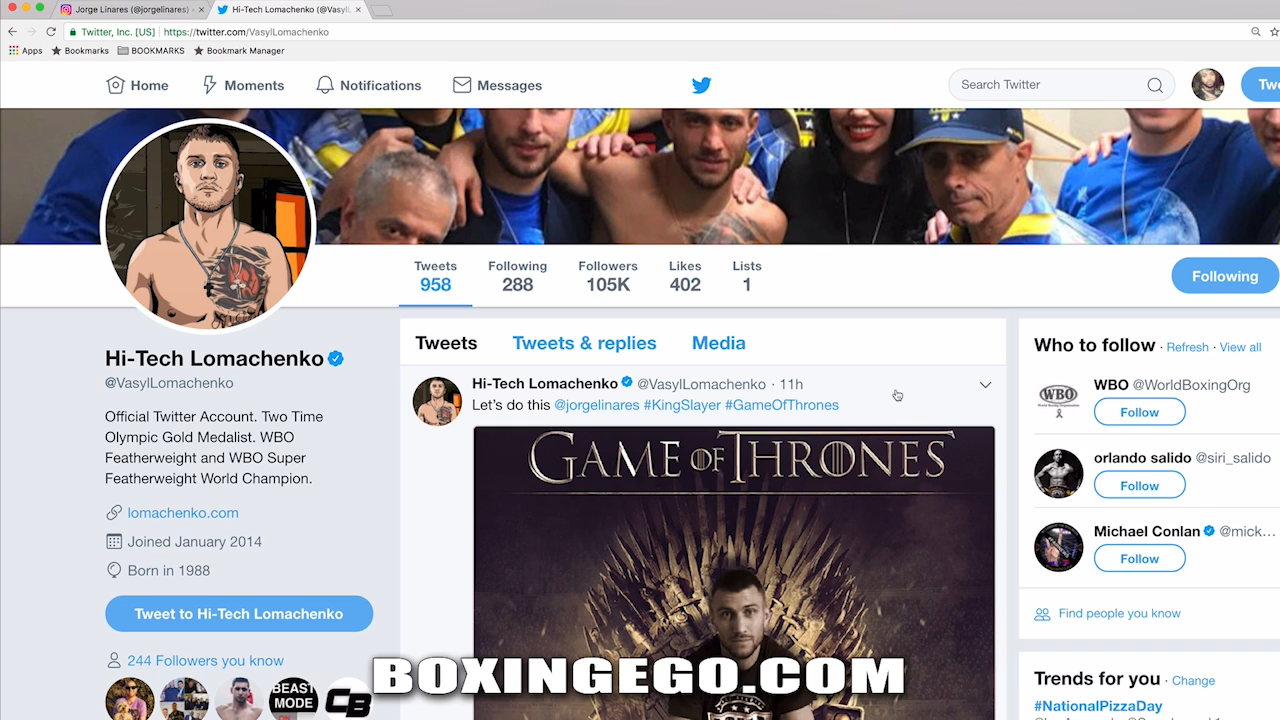 Jorge Linares (@jorgelinares)
Hi-Tech Lomachenko (@Vasyl
Twitter, Inc. [US]
https://twitter.com/VasylLomachenko
Apps
Bookmarks
BOOKMARKS
Bookmark Manager
Home
Moments
Notifications
Messages
Search Twitter
Twe
Tweets
Following
Followers
Likes
Lists
958
288
105K
402
1
Following
Hi-Tech Lomachenko
@VasylLomachenko
Official Twitter Account. Two Time
Olympic Gold Medalist. WBO
Featherweight and WBO Super
Featherweight World Champion.
lomachenko.com
Joined January 2014
Born in 1988
Tweet to Hi-Tech Lomachenko
244 Followers you know
BEAST
MODE
ON
CB
Tweets
Tweets & replies
Media
Hi-Tech Lomachenko @VasylLomachenko · 11h
Let's do this @jorgelinares #KingSlayer #GameOfThrones
GAME OF THRONES
BOXINGEGO.COM
Who to follow · Refresh · View all
WBO @WorldBoxingOrg
WBO
Follow
orlando salido @siri_salido
Follow
Michael Conlan @mick...
Follow
Find people you know
Trends for you · Change
#NationalPizzaDay